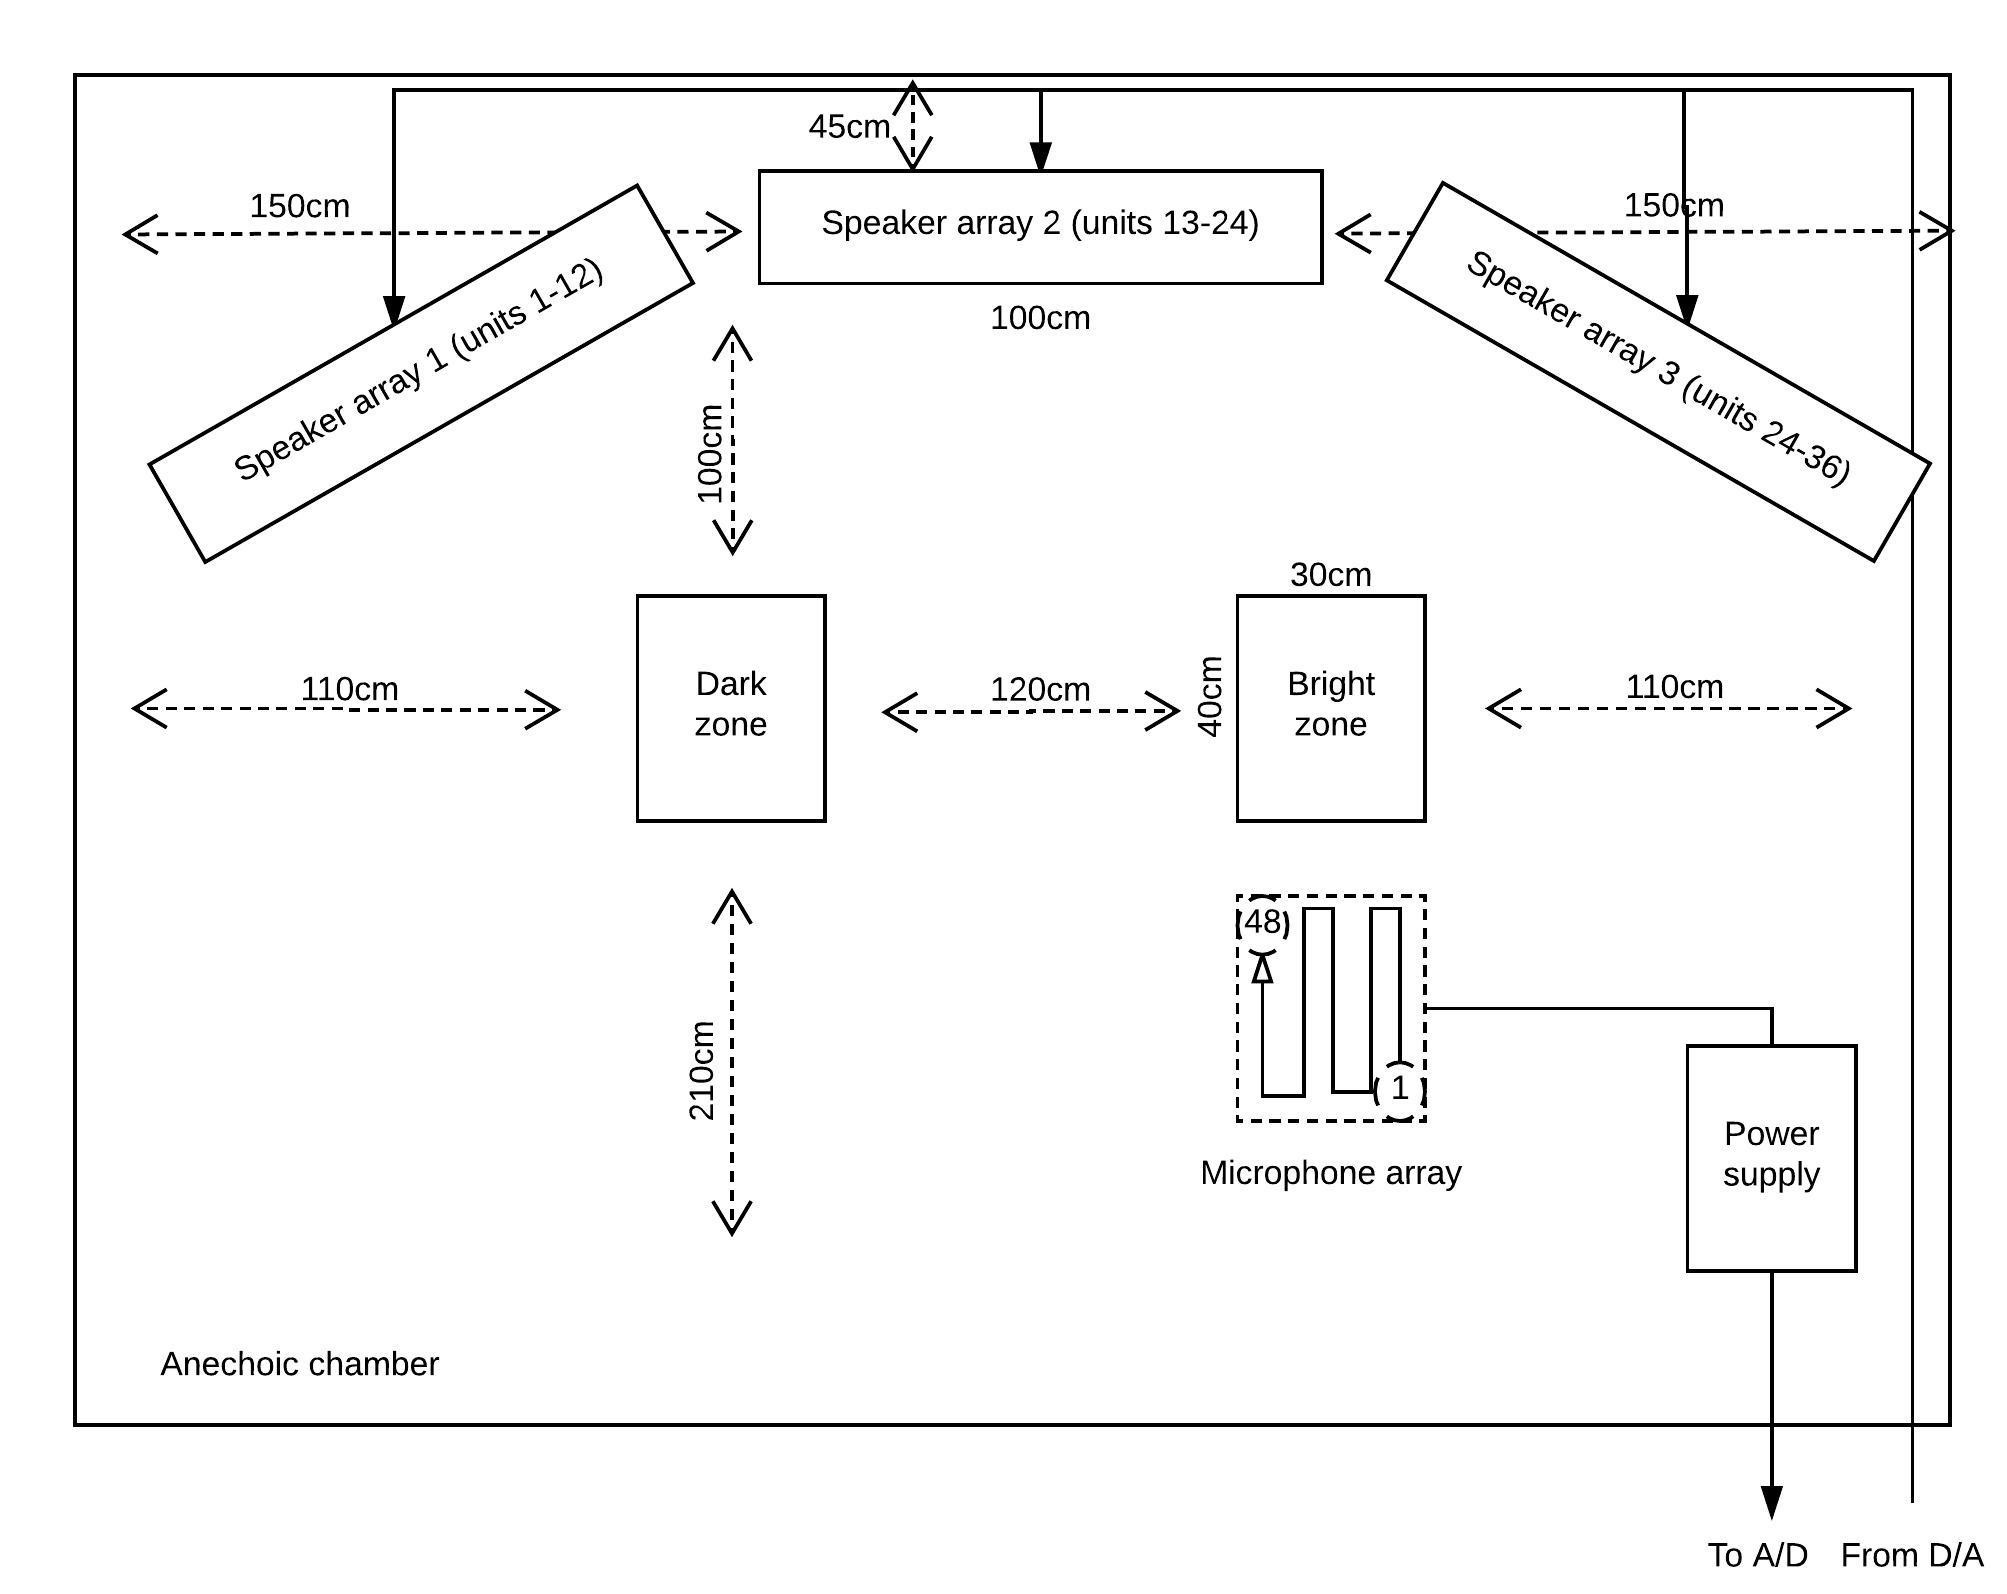 45cm
150cm
150cm
Speaker array 2 (units 13-24)
Speaker array 1 (units 1-12)
Speaker array 3 (units 24-36)
100cm
100cm
30cm
110cm
Dark
zone
120cm
40cm
Bright
zone
110cm
48
1
210cm
Microphone array
Power
supply
Anechoic chamber
To A/D
From D/A